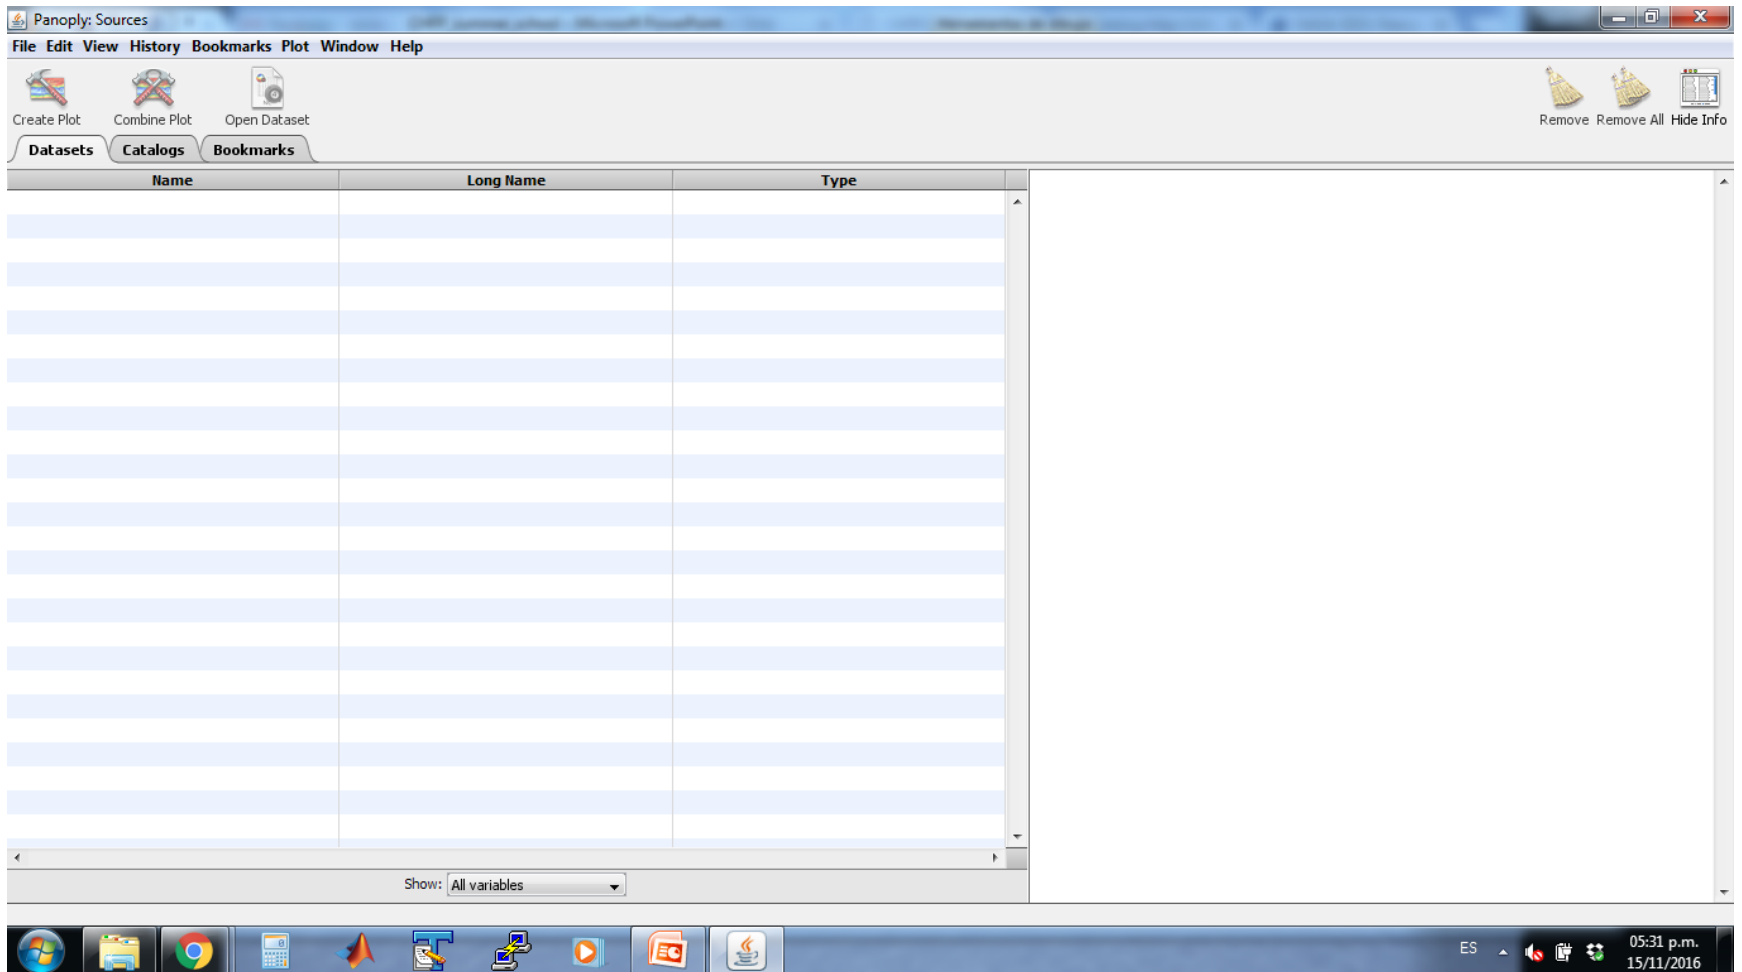 Panoply: Sources
File Edit View History Bookmarks Plot Window Help
Create Plot Combine Plot Open Dataset Remove Remove All Hide Info
Datasets Catalogs Bookmarks
Name Long Name Type
Show: All variables
ES 05:31 p.m.
15/11/2016